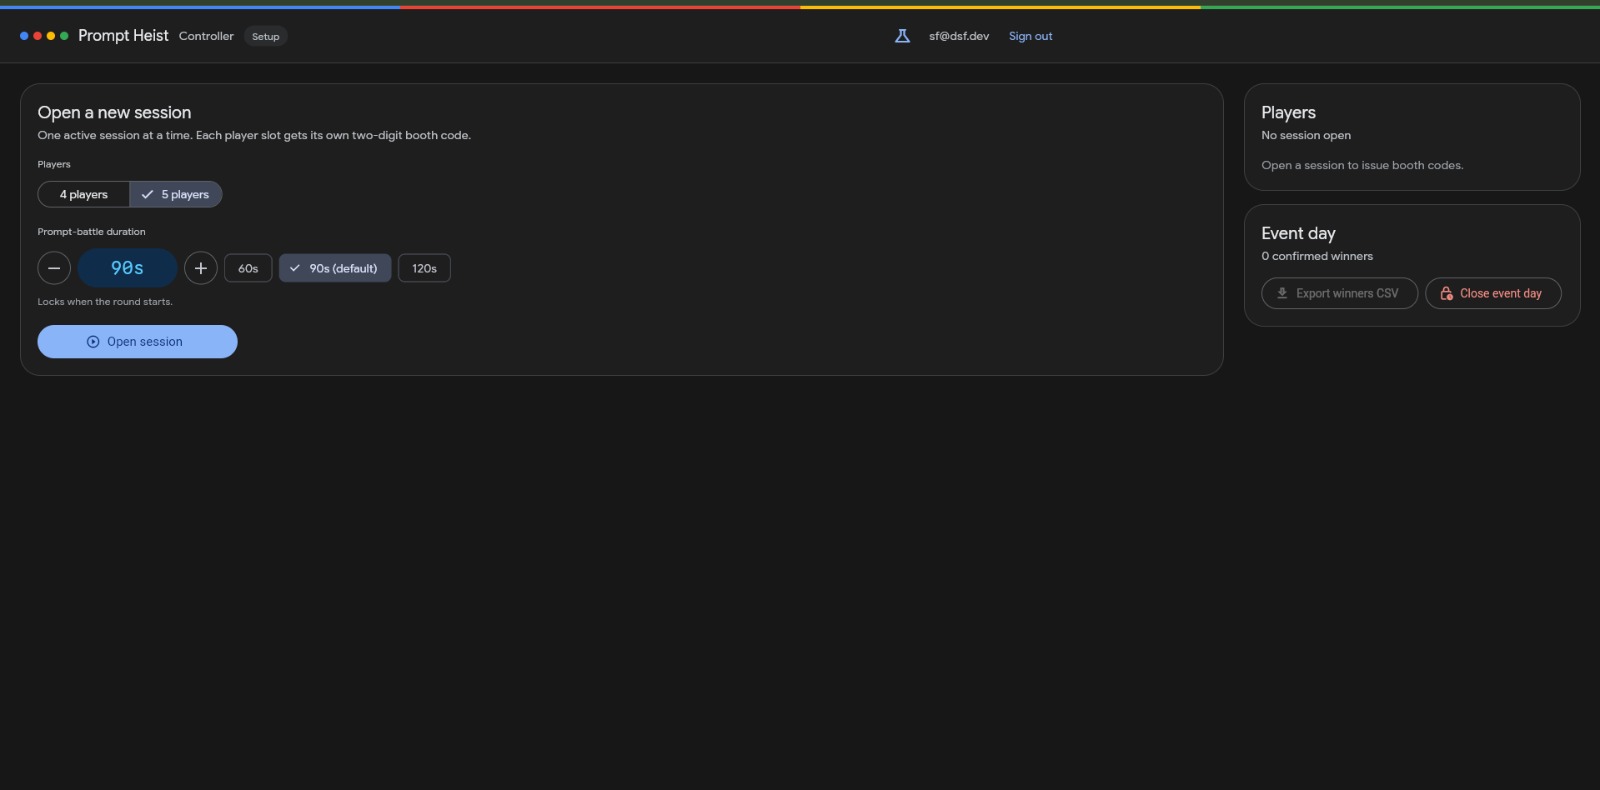 Prompt Heist Controller Setup
sf@dsf.dev Sign out
Open a new session
One active session at a time. Each player slot gets its own two-digit booth code.
Players
4 players 5 players
Prompt-battle duration
90s 60s 90s (default) 120s
Locks when the round starts.
Open session
Players
No session open
Open a session to issue booth codes.
Event day
0 confirmed winners
Export winners CSV Close event day